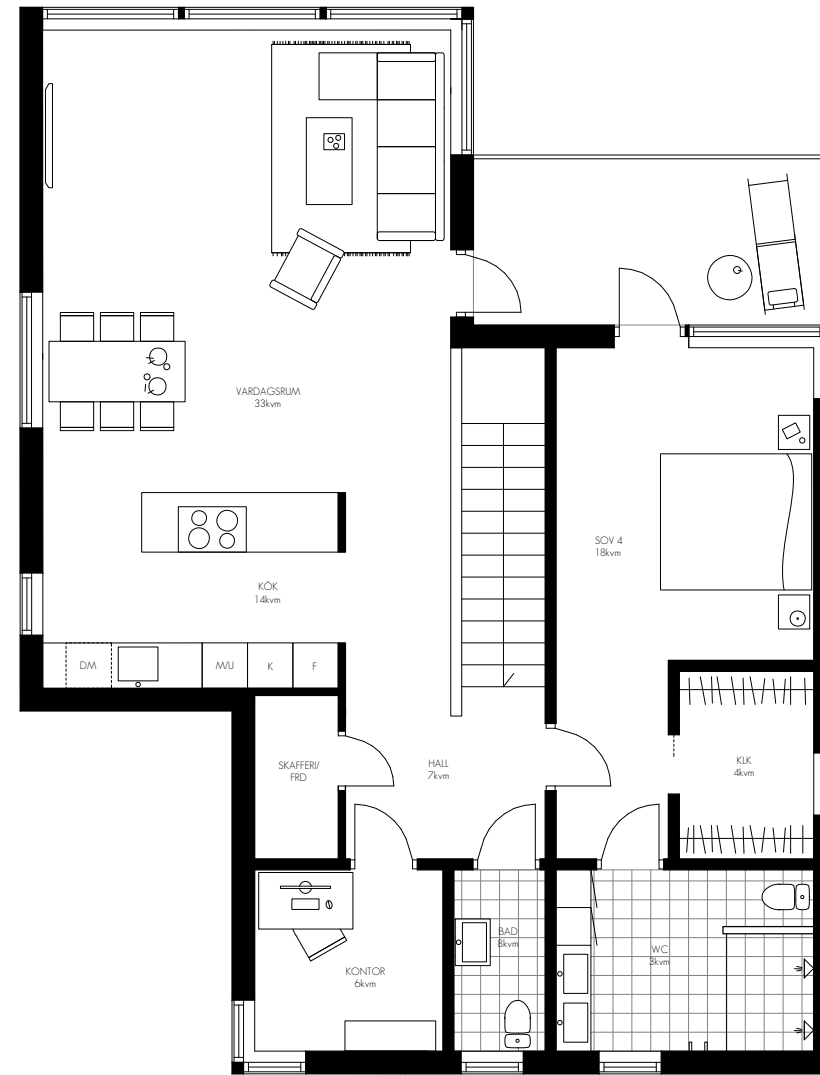 VARDAGSRUM
33kvm
SOV 4
18kvm
KÖK
14kvm
DM
M/U
K
F
SKAFFERI/
FRD
HALL
7kvm
KLK
4kvm
BAD
8kvm
WC
3kvm
KONTOR
6kvm